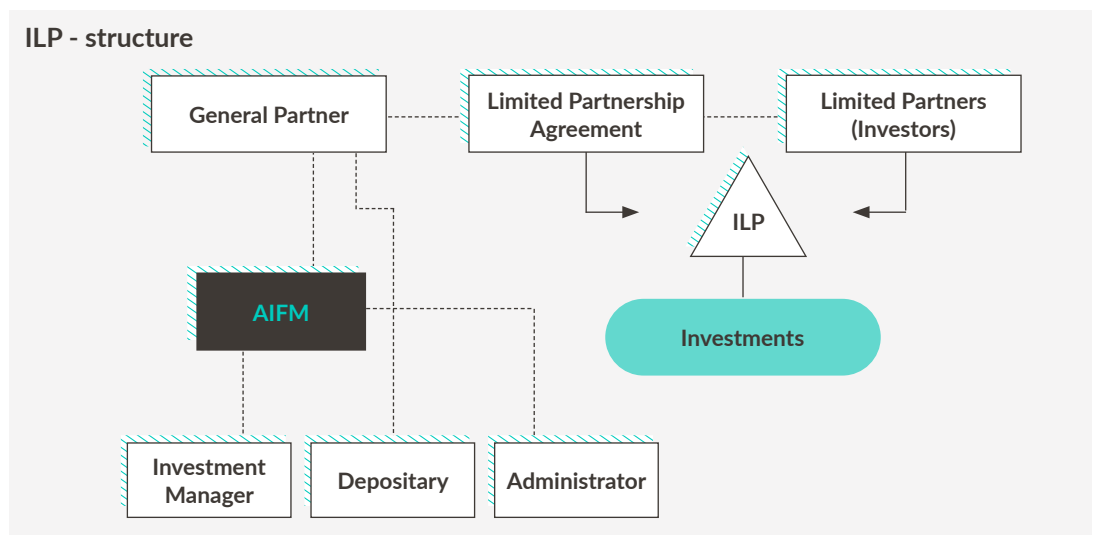 ILP - structure
General Partner
Limited Partnership
Agreement
Limited Partners
(Investors)
ILP
AIFM
Investments
Investment
Manager
Depositary
Administrator